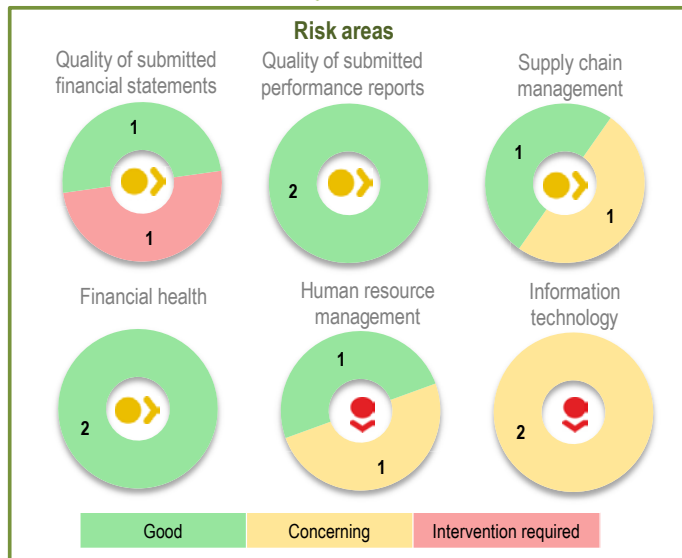 Risk areas
Quality of submitted
financial statements
Quality of submitted
performance reports
Supply chain
management
1
1
2
1
1
Financial health
Human resource
management
Information
technology
2
1
1
2
Good
Concerning
Intervention required